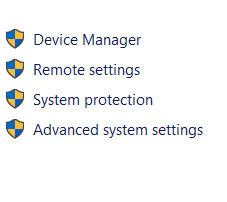 Device Manager
Remote settings
System protection
Advanced system settings